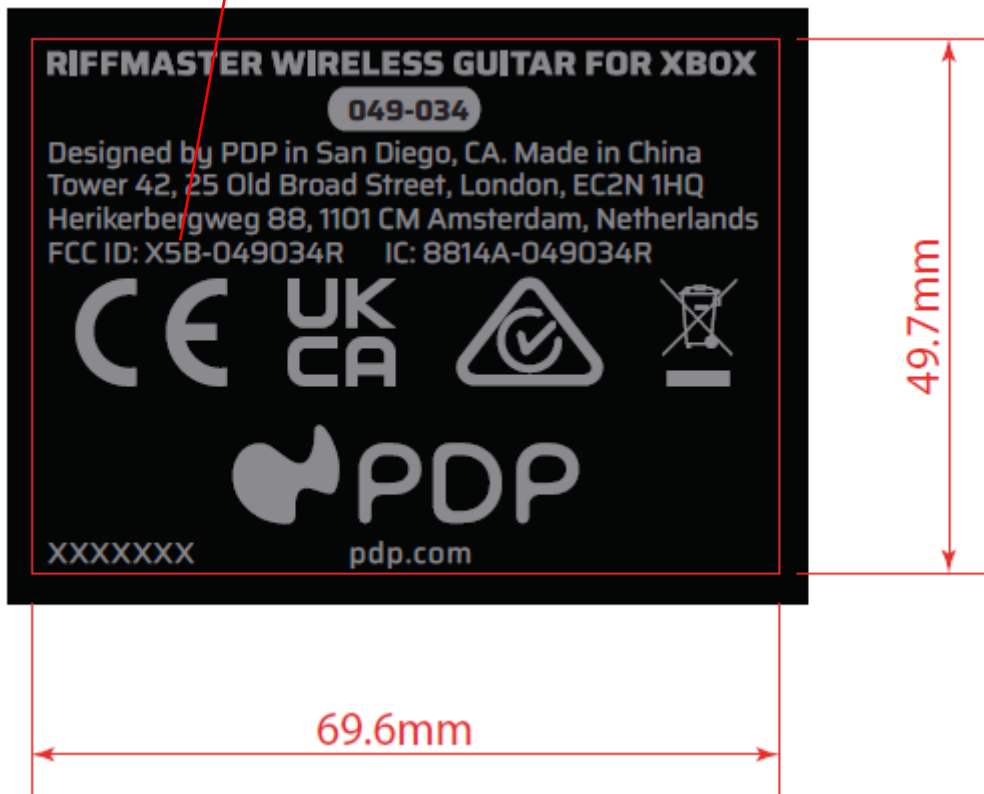 RIFFMASTER WIRELESS GUITAR FOR XBOX
049-034
Designed by PDP in San Diego, CA. Made in China
Tower 42, 25 Old Broad Street, London, EC2N 1HQ
Herikerbergweg 88, 1101 CM Amsterdam, Netherlands
FCC ID: X5B-049034R IC: 8814A-049034R
CE UK
CA
PDP
XXXXXXX pdp.com
49.7mm
69.6mm